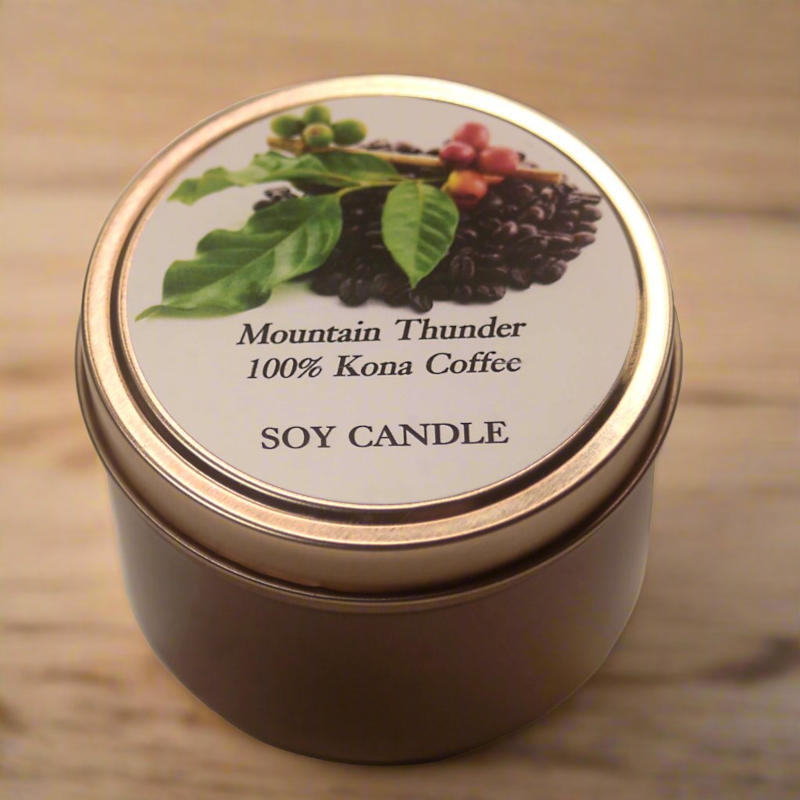 Mountain Thunder
100% Kona Coffee
SOY CANDLE